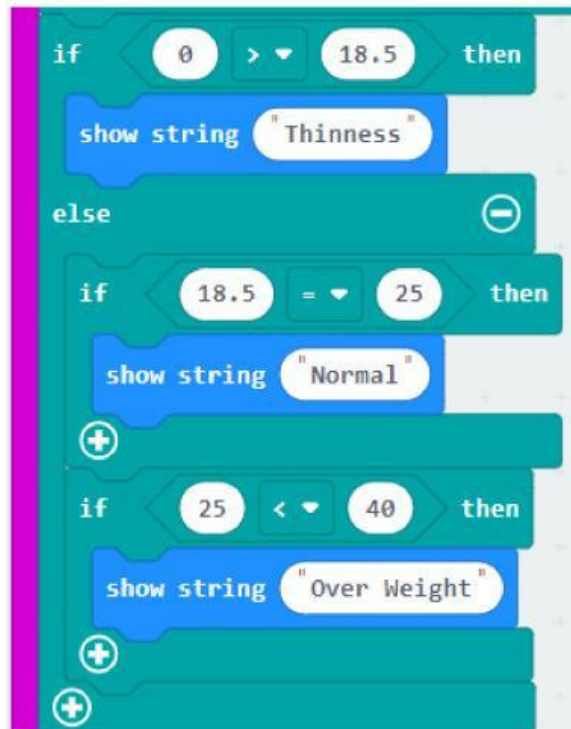 if 0 > 18.5 then
show string "Thinness"
else
if 18.5 = 25 then
show string "Normal"
if 25 < 40 then
show string "Over Weight"